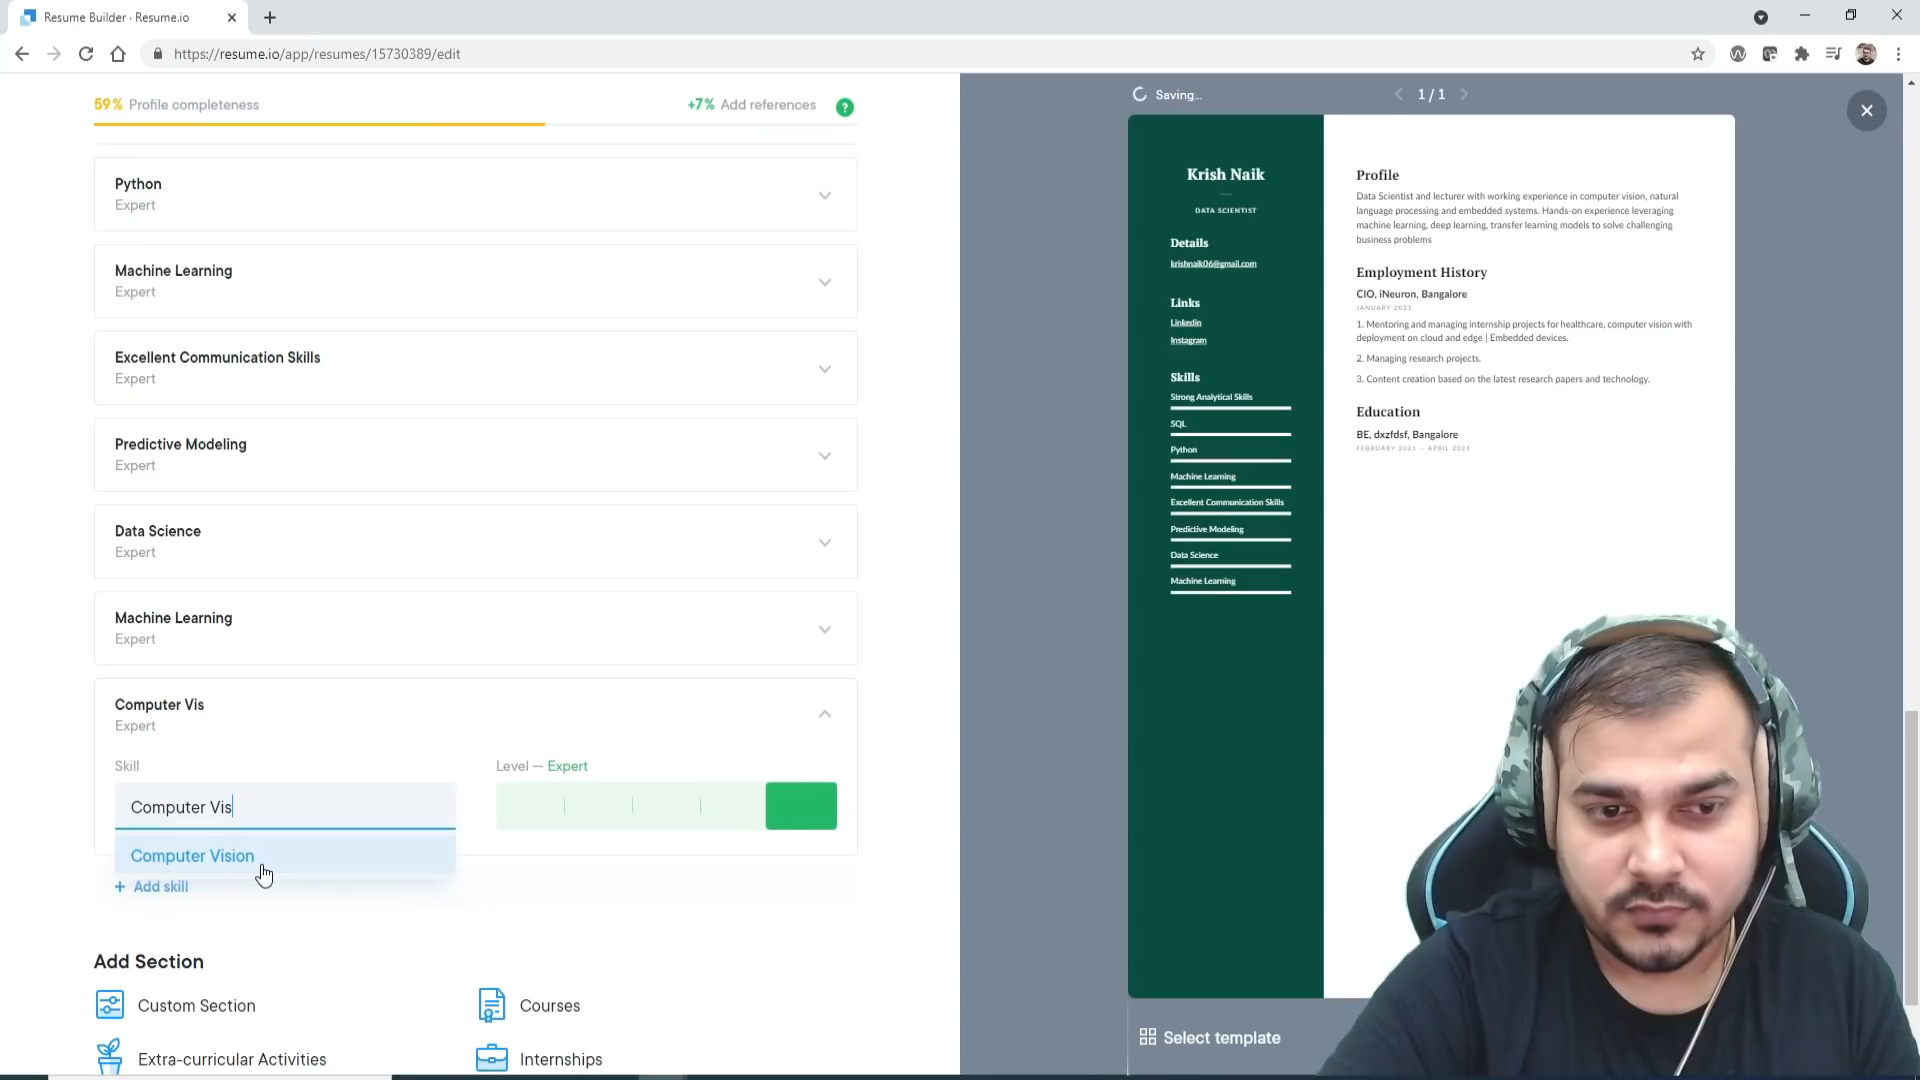 Resume Builder · Resume.io
https://resume.io/app/resumes/15730389/edit
59% Profile completeness
+7% Add references
?
Python
Expert
Machine Learning
Expert
Excellent Communication Skills
Expert
Predictive Modeling
Expert
Data Science
Expert
Machine Learning
Expert
Computer Vis
Expert
Skill
Level — Expert
Computer Vis
Computer Vision
+ Add skill
Add Section
Custom Section
Courses
Extra-curricular Activities
Internships
Saving...
1 / 1
Krish Naik
DATA SCIENTIST
Details
krishnaik06@gmail.com
Links
Linkedin
Instagram
Skills
Strong Analytical Skills
SQL
Python
Machine Learning
Excellent Communication Skills
Predictive Modeling
Data Science
Machine Learning
Profile
Data Scientist and lecturer with working experience in computer vision, natural
language processing and embedded systems. Hands-on experience leveraging
machine learning, deep learning, transfer learning models to solve challenging
business problems
Employment History
CIO, iNeuron, Bangalore
JANUARY 2021
1. Mentoring and managing internship projects for healthcare, computer vision with
deployment on cloud and edge | Embedded devices.
2. Managing research projects.
3. Content creation based on the latest research papers and technology.
Education
BE, dxzfdsf, Bangalore
FEBRUARY 2021 — APRIL 2021
Select template